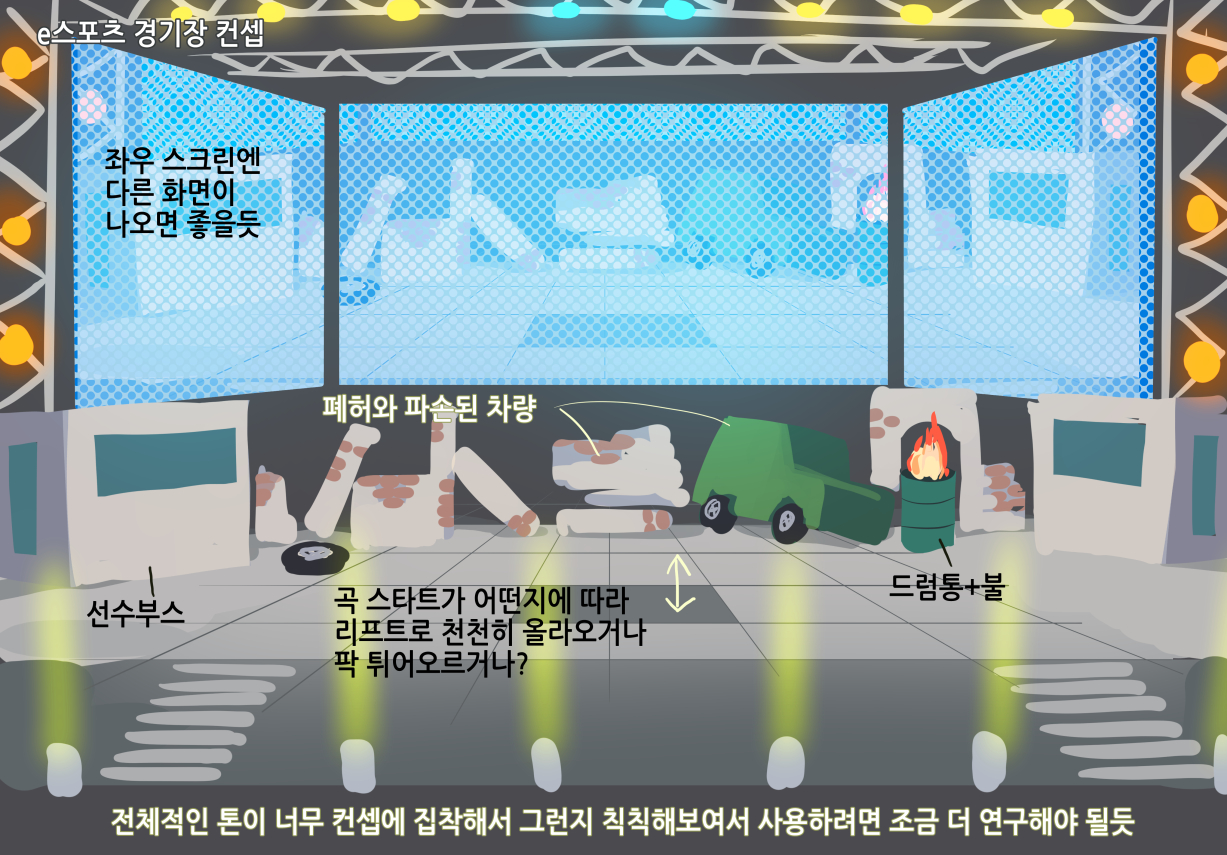 e스포츠 경기장 컨셉
좌우 스크린엔
다른 화면이
나오면 좋을듯
폐허와 파손된 차량
드럼통+불
선수부스
곡 스타트가 어떤지에 따라
리프트로 천천히 올라오거나
팍 튀어오르거나?
전체적인 톤이 너무 컨셉에 집착해서 그런지 칙칙해보여서 사용하려면 조금 더 연구해야 될듯